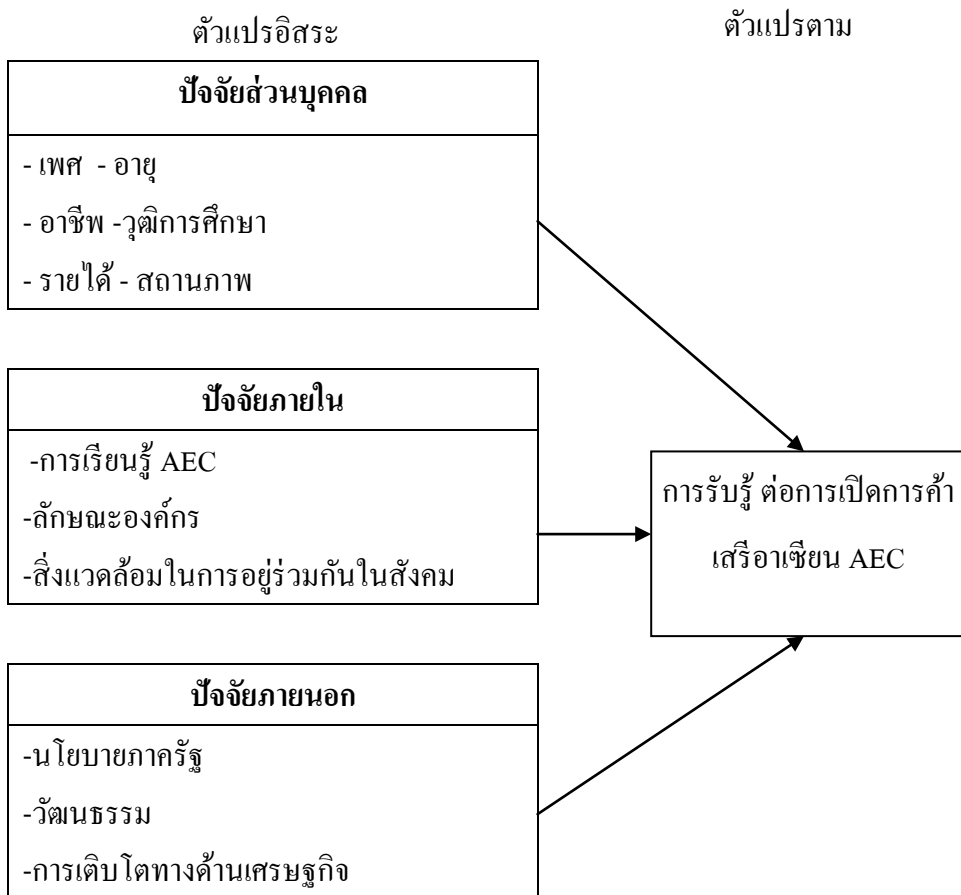 ตัวแปรอิสระ
ตัวแปรตาม
ปัจจัยส่วนบุคคล
- เพศ - อายุ
- อาชีพ -วุฒิการศึกษา
- รายได้ - สถานภาพ
ปัจจัยภายใน
-การเรียนรู้ AEC
-ลักษณะองค์กร
-สิ่งแวดล้อมในการอยู่ร่วมกันในสังคม
การรับรู้ ต่อการเปิดการค้า
เสรีอาเซียน AEC
ปัจจัยภายนอก
-นโยบายภาครัฐ
-วัฒนธรรม
-การเติบโตทางด้านเศรษฐกิจ